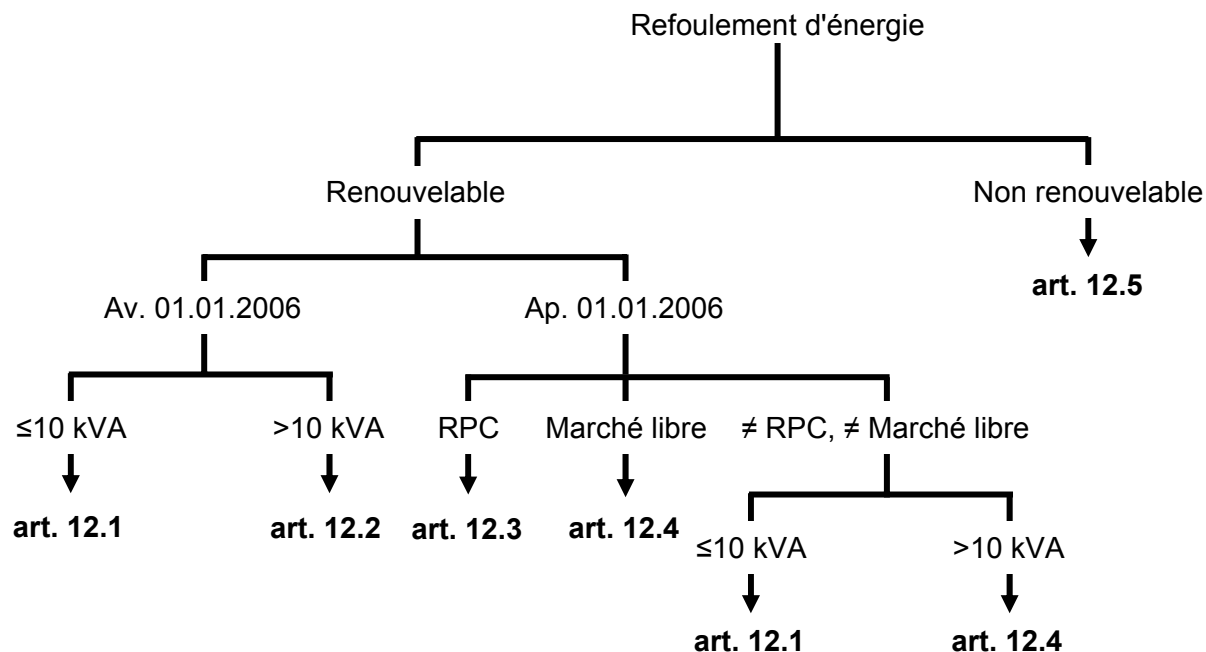 Refoulement d'énergie
Renouvelable
Non renouvelable
art. 12.5
Av. 01.01.2006
Ap. 01.01.2006
≤10 kVA
>10 kVA
RPC
Marché libre
≠ RPC, ≠ Marché libre
art. 12.1
art. 12.2
art. 12.3
art. 12.4
≤10 kVA
>10 kVA
art. 12.1
art. 12.4